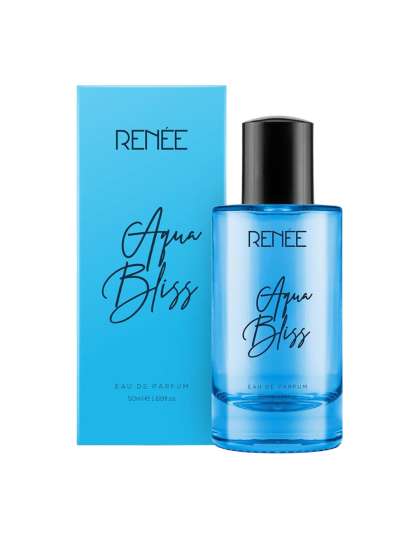 RENÉE
Aqua
Bliss
EAU DE PARFUM
RENÉE
Aqua
Bliss
EAU DE PARFUM